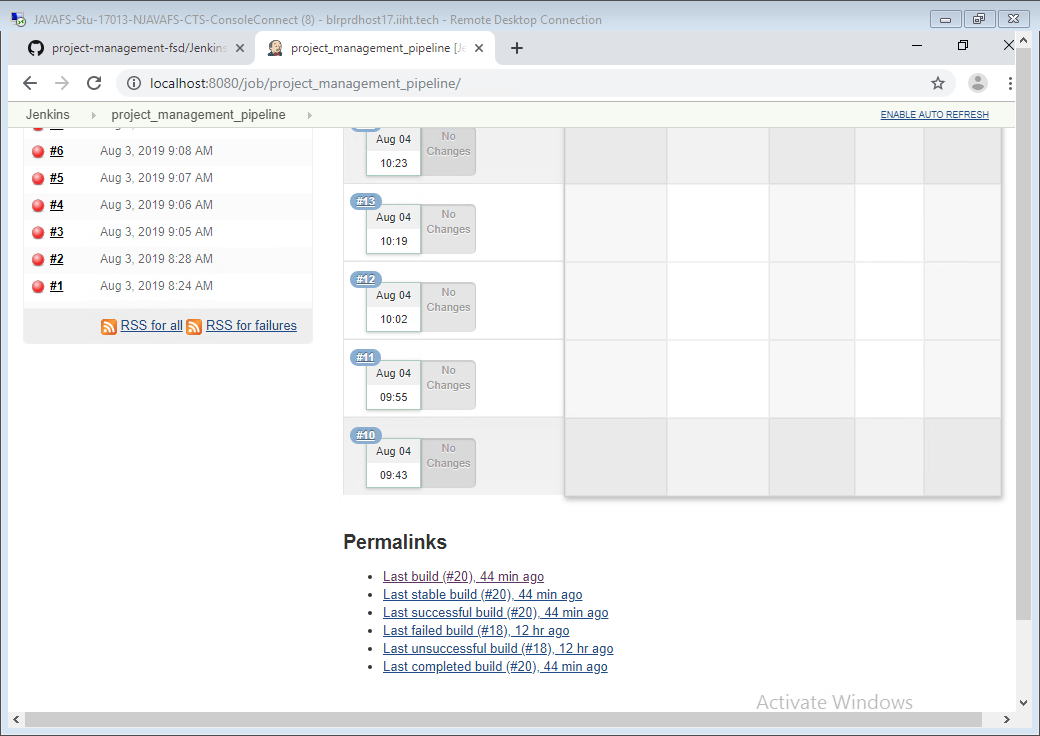 JAVAFS-Stu-17013-NJAVAFS-CTS-ConsoleConnect (8) - blrprdhost17.iiht.tech - Remote Desktop Connection
project-management-fsd/Jenkins
project_management_pipeline [Je
localhost:8080/job/project_management_pipeline/
Jenkins
project_management_pipeline
ENABLE AUTO REFRESH
#6 Aug 3, 2019 9:08 AM
#5 Aug 3, 2019 9:07 AM
#4 Aug 3, 2019 9:06 AM
#3 Aug 3, 2019 9:05 AM
#2 Aug 3, 2019 8:28 AM
#1 Aug 3, 2019 8:24 AM
RSS for all RSS for failures
Aug 04
10:23
No
Changes
#13
Aug 04
10:19
No
Changes
#12
Aug 04
10:02
No
Changes
#11
Aug 04
09:55
No
Changes
#10
Aug 04
09:43
No
Changes
Permalinks
Last build (#20), 44 min ago
Last stable build (#20), 44 min ago
Last successful build (#20), 44 min ago
Last failed build (#18), 12 hr ago
Last unsuccessful build (#18), 12 hr ago
Last completed build (#20), 44 min ago
Activate Windows